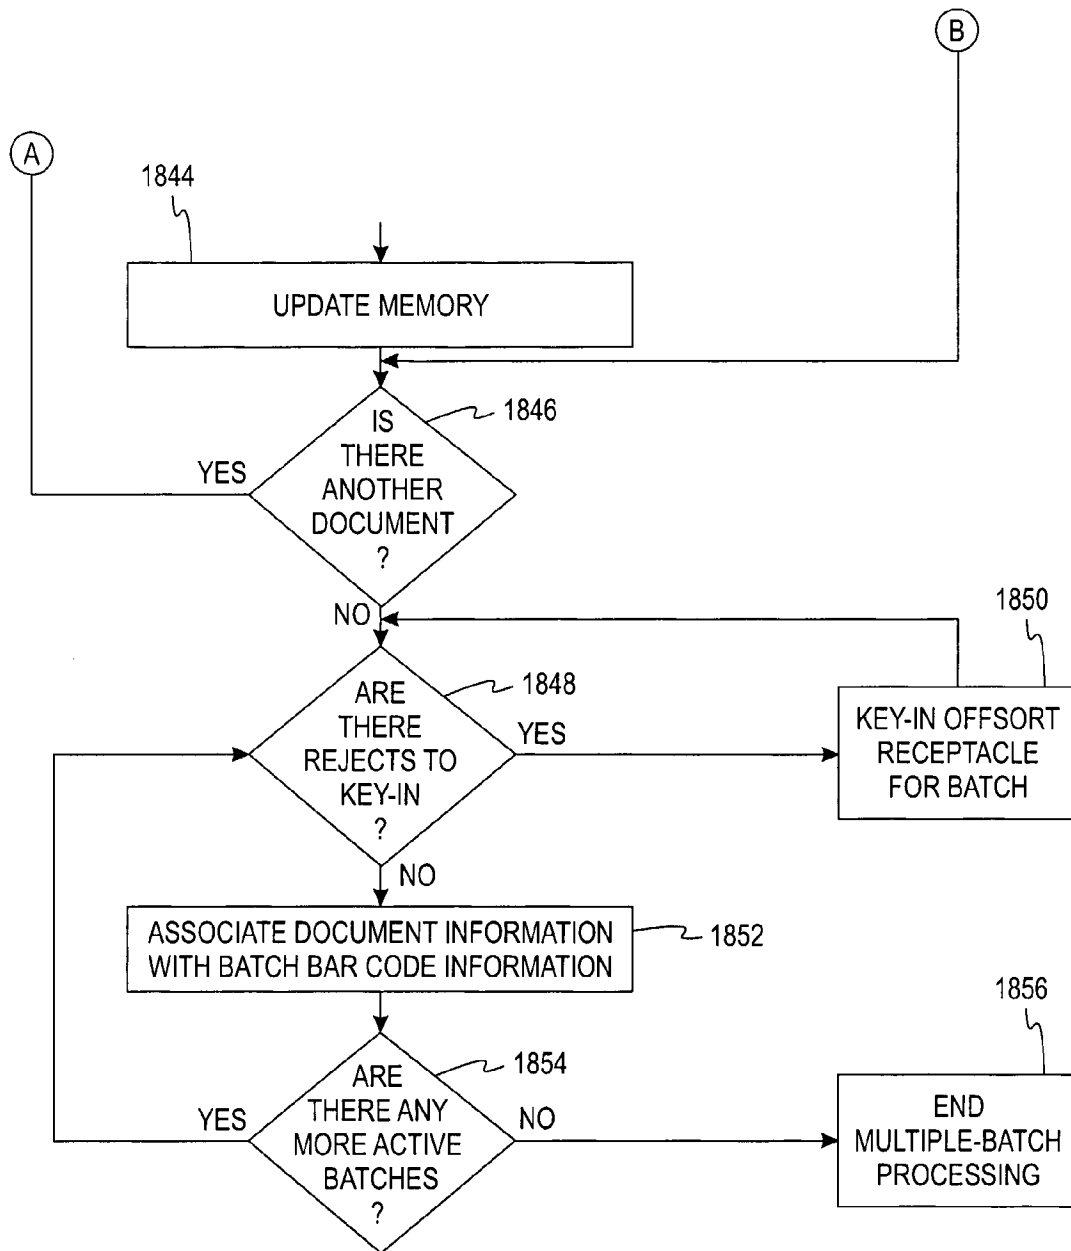 B
A
1844
UPDATE MEMORY
1846
IS
THERE
ANOTHER
DOCUMENT
?
YES
NO
1850
1848
ARE
THERE
REJECTS TO
KEY-IN
?
YES
KEY-IN OFFSORT
RECEPTACLE
FOR BATCH
NO
ASSOCIATE DOCUMENT INFORMATION
WITH BATCH BAR CODE INFORMATION
1852
1856
1854
ARE
THERE ANY
MORE ACTIVE
BATCHES
?
YES
NO
END
MULTIPLE-BATCH
PROCESSING